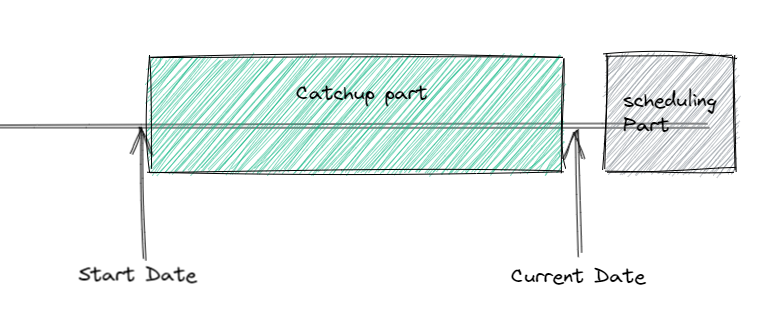 Catchup part
scheduling
Part
Start Date
Current Date